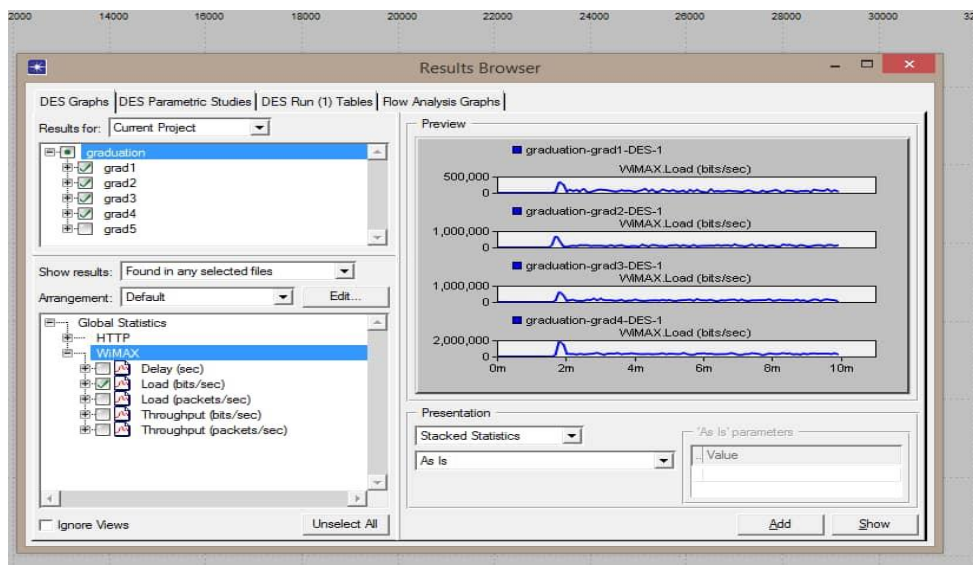 2000 14000 16000 18000 20000 22000 24000 26000 28000 30000 32
Results Browser
DES Graphs DES Parametric Studies DES Run (1) Tables Flow Analysis Graphs
Results for: Current Project
graduation
grad1
grad2
grad3
grad4
grad5
Show results: Found in any selected files
Arrangement: Default Edit...
Global Statistics
HTTP
WiMAX
Delay (sec)
Load (bits/sec)
Load (packets/sec)
Throughput (bits/sec)
Throughput (packets/sec)
Ignore Views Unselect All
Preview
graduation-grad1-DES-1
WiMAX.Load (bits/sec)
500,000
0
graduation-grad2-DES-1
WiMAX.Load (bits/sec)
1,000,000
0
graduation-grad3-DES-1
WiMAX.Load (bits/sec)
1,000,000
0
graduation-grad4-DES-1
WiMAX.Load (bits/sec)
2,000,000
0
0m 2m 4m 6m 8m 10m
Presentation
Stacked Statistics
As Is
'As Is' parameters
... Value
Add Show